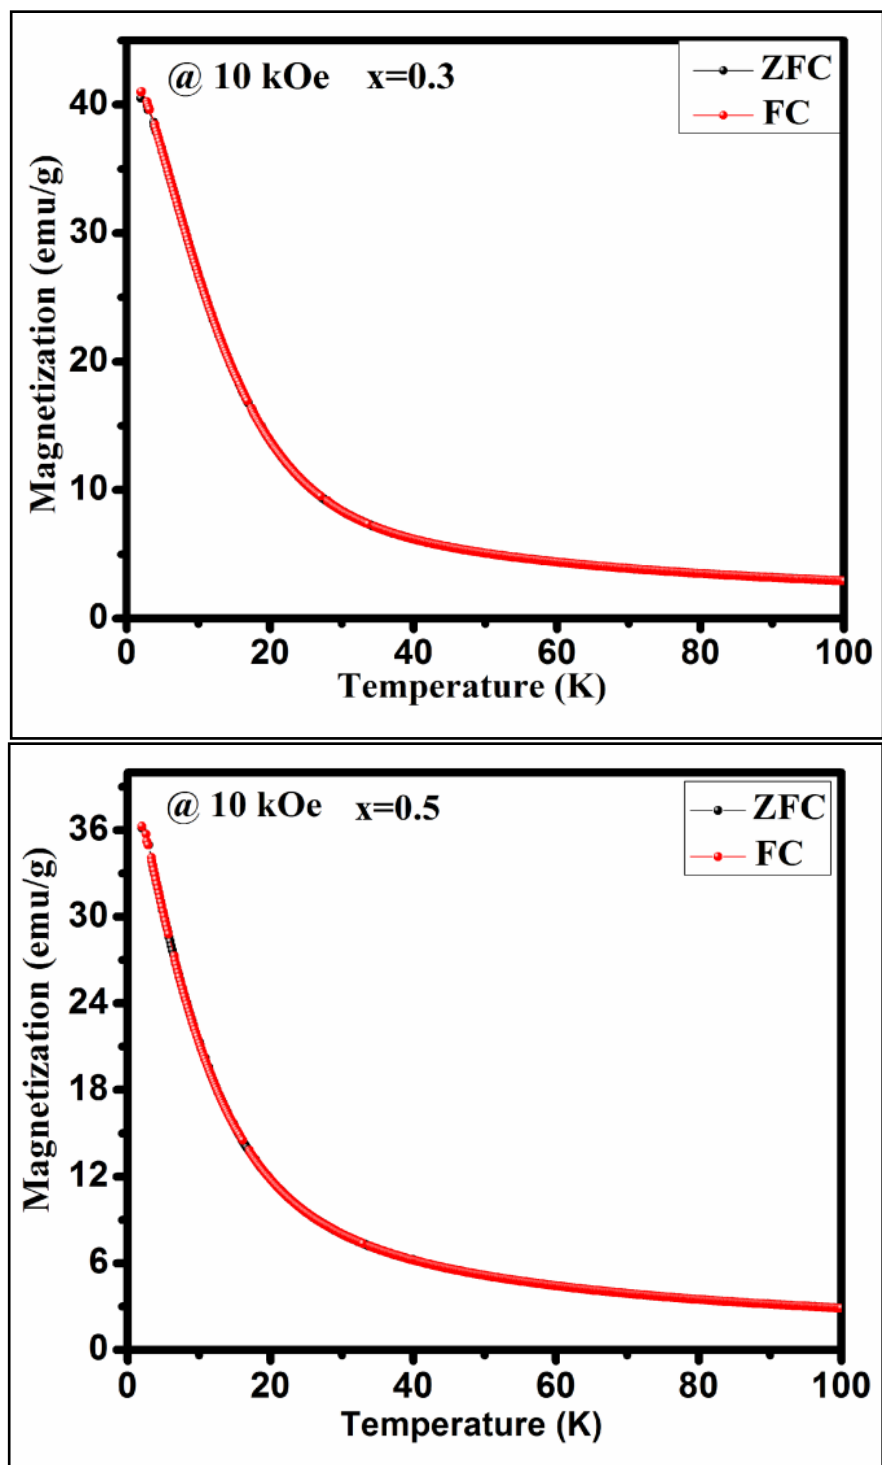 @ 10 kOe x=0.3
ZFC
FC
Magnetization (emu/g)
40
30
20
10
0
0 20 40 60 80 100
Temperature (K)
@ 10 kOe x=0.5
ZFC
FC
Magnetization (emu/g)
36
30
24
18
12
6
0
0 20 40 60 80 100
Temperature (K)